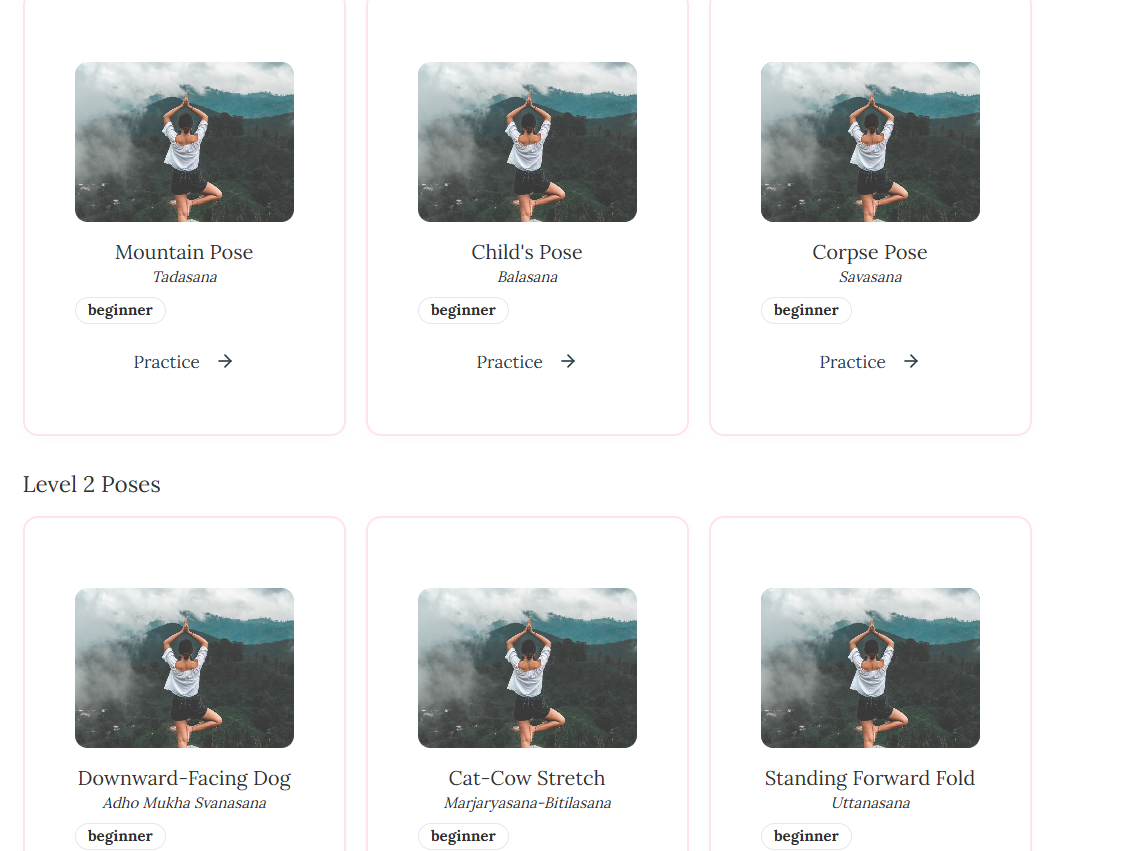 Mountain Pose
Tadasana
beginner
Practice
Child's Pose
Balasana
beginner
Practice
Corpse Pose
Savasana
beginner
Practice
Level 2 Poses
Downward-Facing Dog
Adho Mukha Svanasana
beginner
Cat-Cow Stretch
Marjaryasana-Bitilasana
beginner
Standing Forward Fold
Uttanasana
beginner